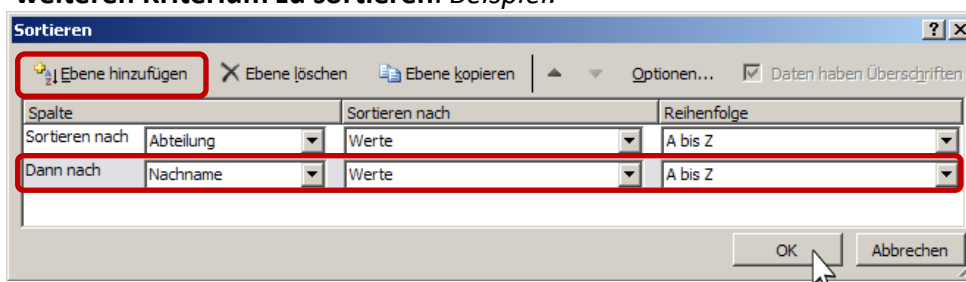 weiteren Kriterium zu sortieren. Beispiel:
Sortieren
Ebene hinzufügen Ebene löschen Ebene kopieren Optionen... Daten haben Überschriften
Spalte Sortieren nach Reihenfolge
Sortieren nach Abteilung Werte A bis Z
Dann nach Nachname Werte A bis Z
OK Abbrechen